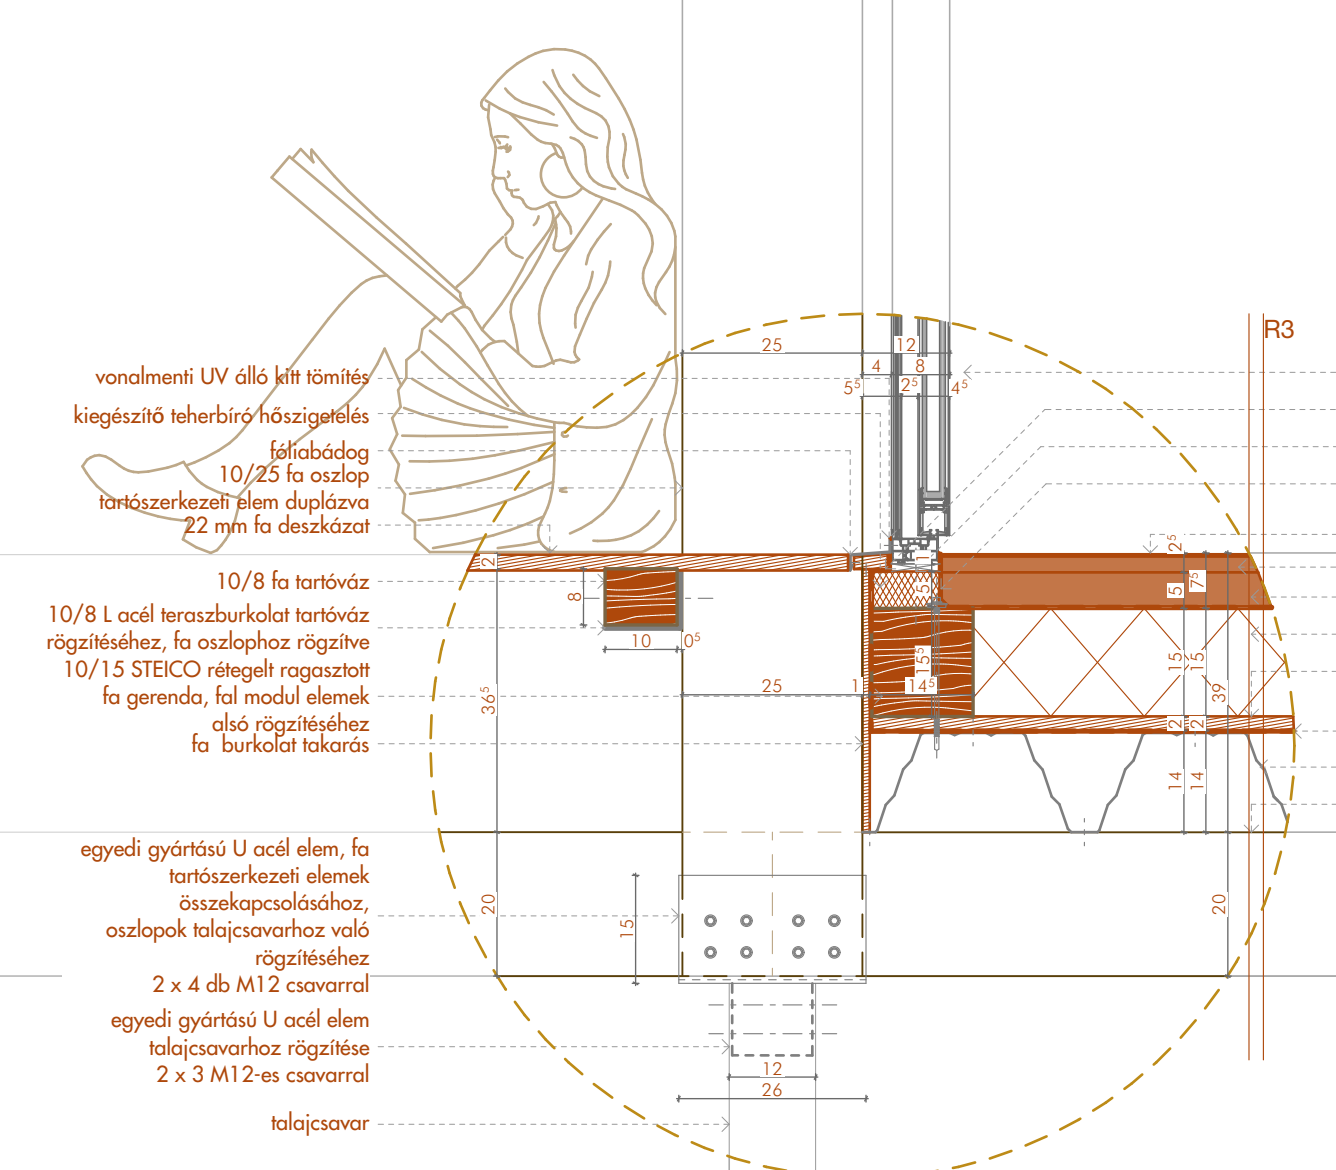 R3
25
12
4
8
5⁵
2⁵
4⁵
vonalmenti UV álló kitt tömítés
kiegészítő teherbíró hőszigetelés
fóliabádog
10/25 fa oszlop
tartószerkezeti elem duplázva
22 mm fa deszkázat
2
1
2⁵
10/8 fa tartóváz
8
5
5
7⁵
10/8 L acél teraszburkolat tartóváz
rögzítéséhez, fa oszlophoz rögzítve
10
0⁵
10/15 STEICO rétegelt ragasztott
fa gerenda, fal modul elemek
alsó rögzítéséhez
36⁵
25
1
14⁵
15⁵
15
15
39
fa burkolat takarás
2
2
14
14
egyedi gyártású U acél elem, fa
tartószerkezeti elemek
összekapcsolásához,
oszlopok talajcsavarhoz való
rögzítéséhez
2 x 4 db M12 csavarral
20
15
20
egyedi gyártású U acél elem
talajcsavarhoz rögzítése
2 x 3 M12-es csavarral
12
26
talajcsavar